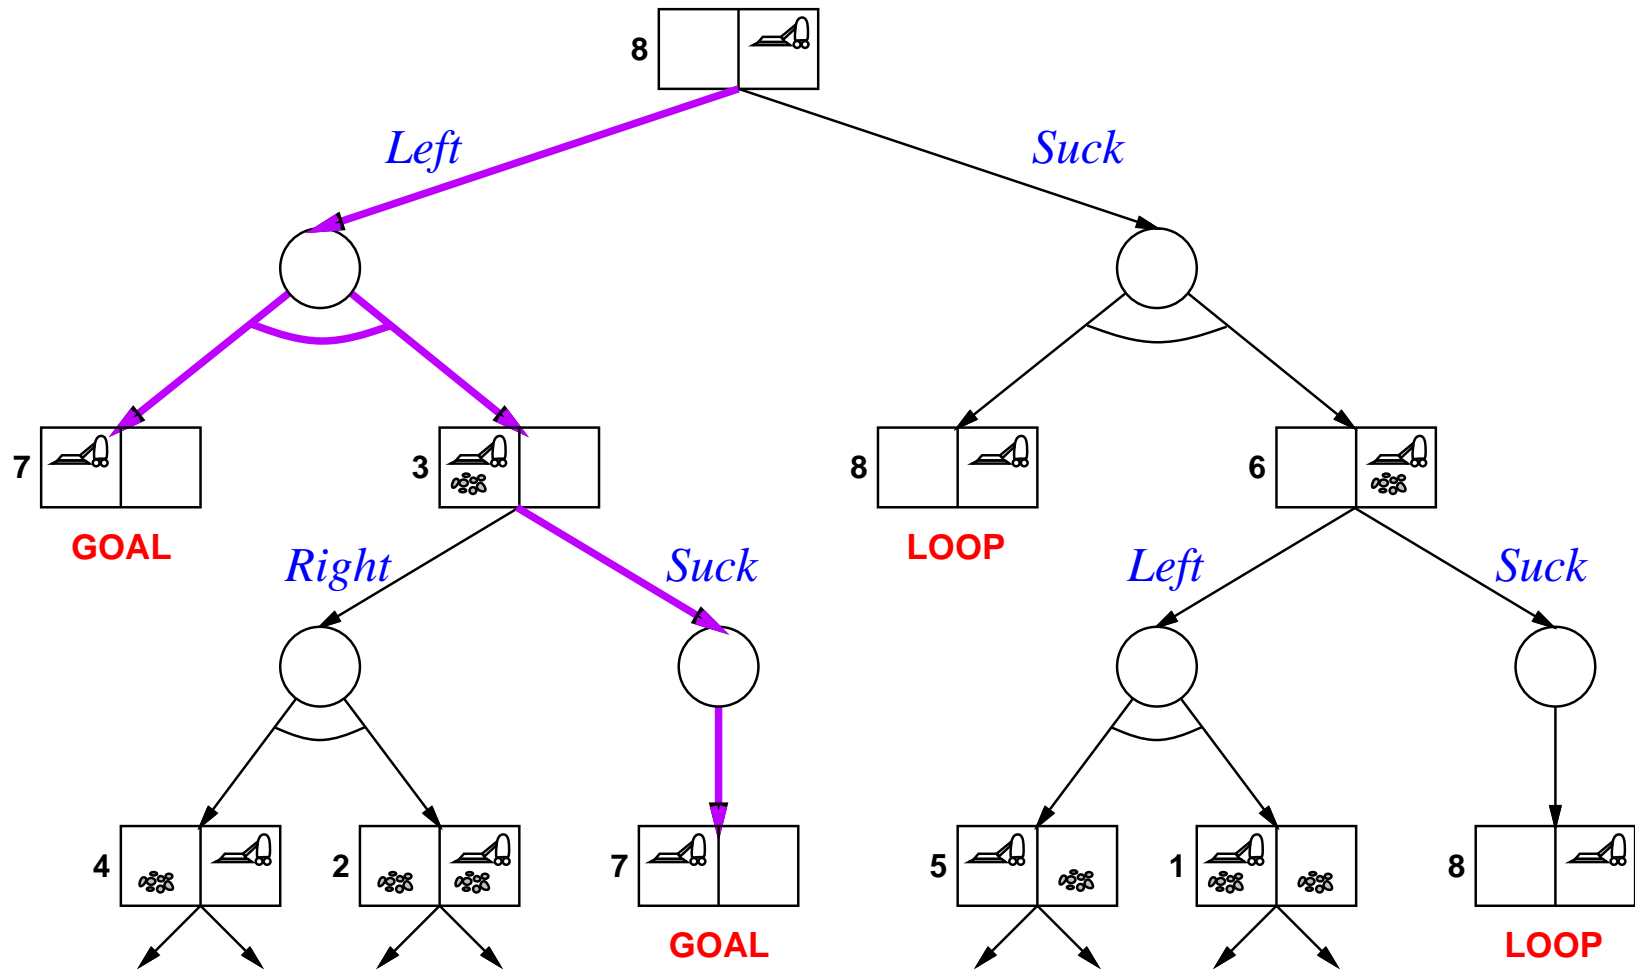 8
Left Suck
7 3 8 6
GOAL LOOP
Right Suck Left Suck
4 2 7 5 1 8
GOAL LOOP